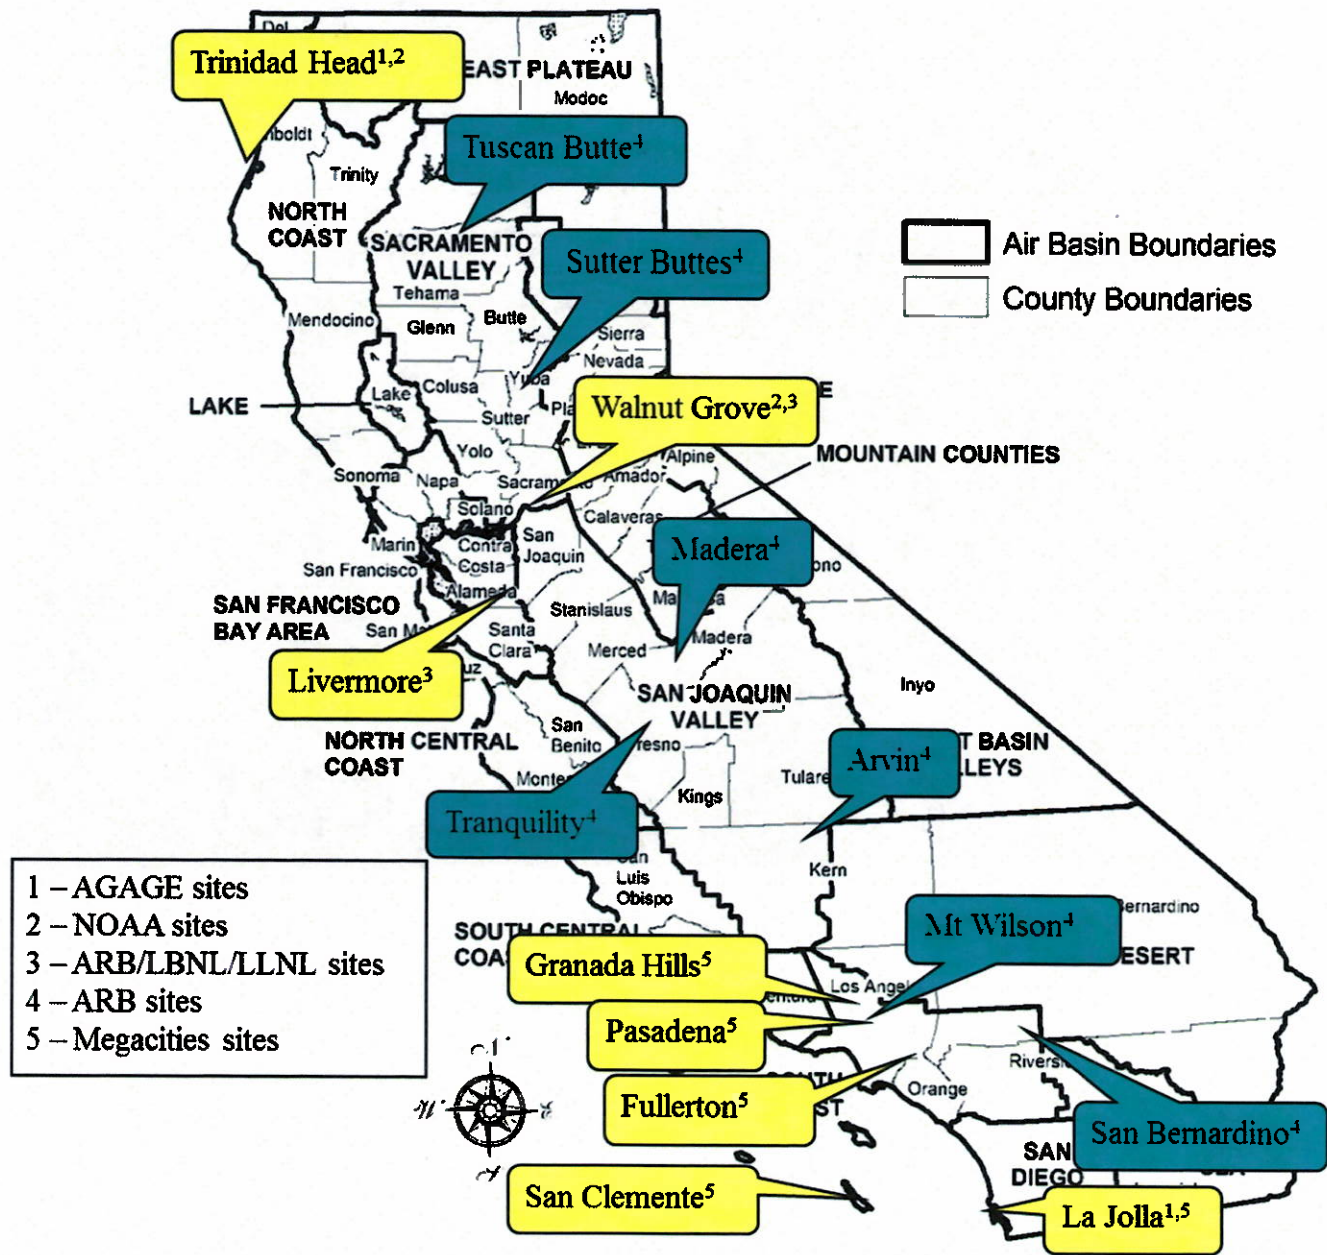 Trinidad Head1,2
EAST PLATEAU
Modoc
Tuscan Butte4
Trinity
NORTH
COAST
SACRAMENTO
VALLEY
Sutter Buttes4
Air Basin Boundaries
County Boundaries
Tehama
Mendocino
Glenn
Butte
Sierra
Nevada
Colusa
Yuba
Lake
LAKE
Sutter
Walnut Grove2,3
Yolo
Alpine
MOUNTAIN COUNTIES
Sonoma
Napa
Sacramento
Amador
Solano
Calaveras
Marin
Contra
Costa
San
Joaquin
Madera4
San Francisco
Alameda
SAN FRANCISCO
BAY AREA
Stanislaus
Santa
Clara
Merced
Madera
Livermore3
SAN JOAQUIN
VALLEY
Inyo
San
Benito
NORTH CENTRAL
COAST
Arvin4
BASIN
Tulare
Kings
Tranquility4
Kern
Luis
Obispo
1 – AGAGE sites
2 – NOAA sites
3 – ARB/LBNL/LLNL sites
4 – ARB sites
5 – Megacities sites
SOUTH CENTRAL
Mt Wilson4
Granada Hills5
Pasadena5
Fullerton5
Orange
San Bernardino4
SAN
DIEGO
San Clemente5
La Jolla1,5